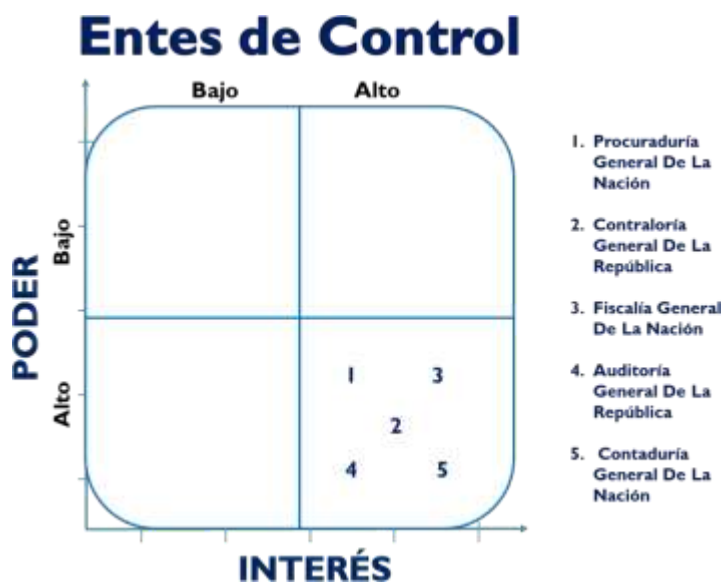 Entes de Control
Bajo Alto
1. Procuraduría
General De La
Nación
2. Contraloría
General De La
República
3. Fiscalía General
De La Nación
4. Auditoría
General De La
República
5. Contaduría
General De La
Nación
PODER
Bajo
Alto
1 3
2
4 5
INTERÉS